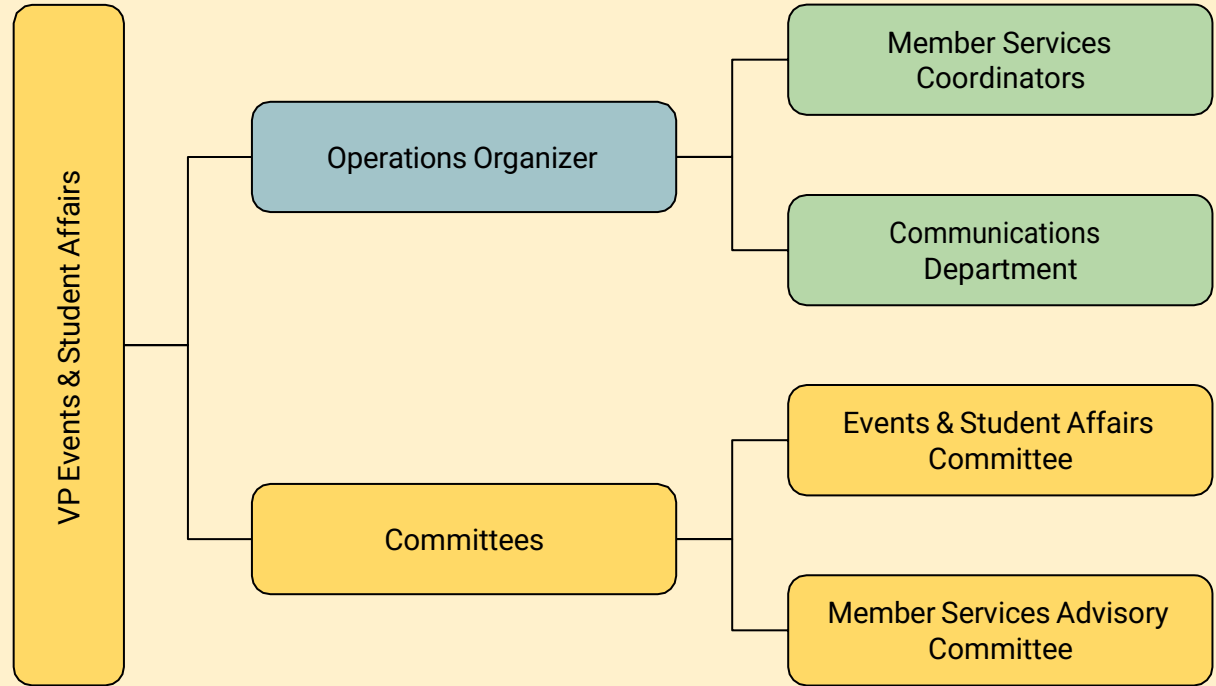 VP Events & Student Affairs
Operations Organizer
Member Services
Coordinators
Communications
Department
Committees
Events & Student Affairs
Committee
Member Services Advisory
Committee